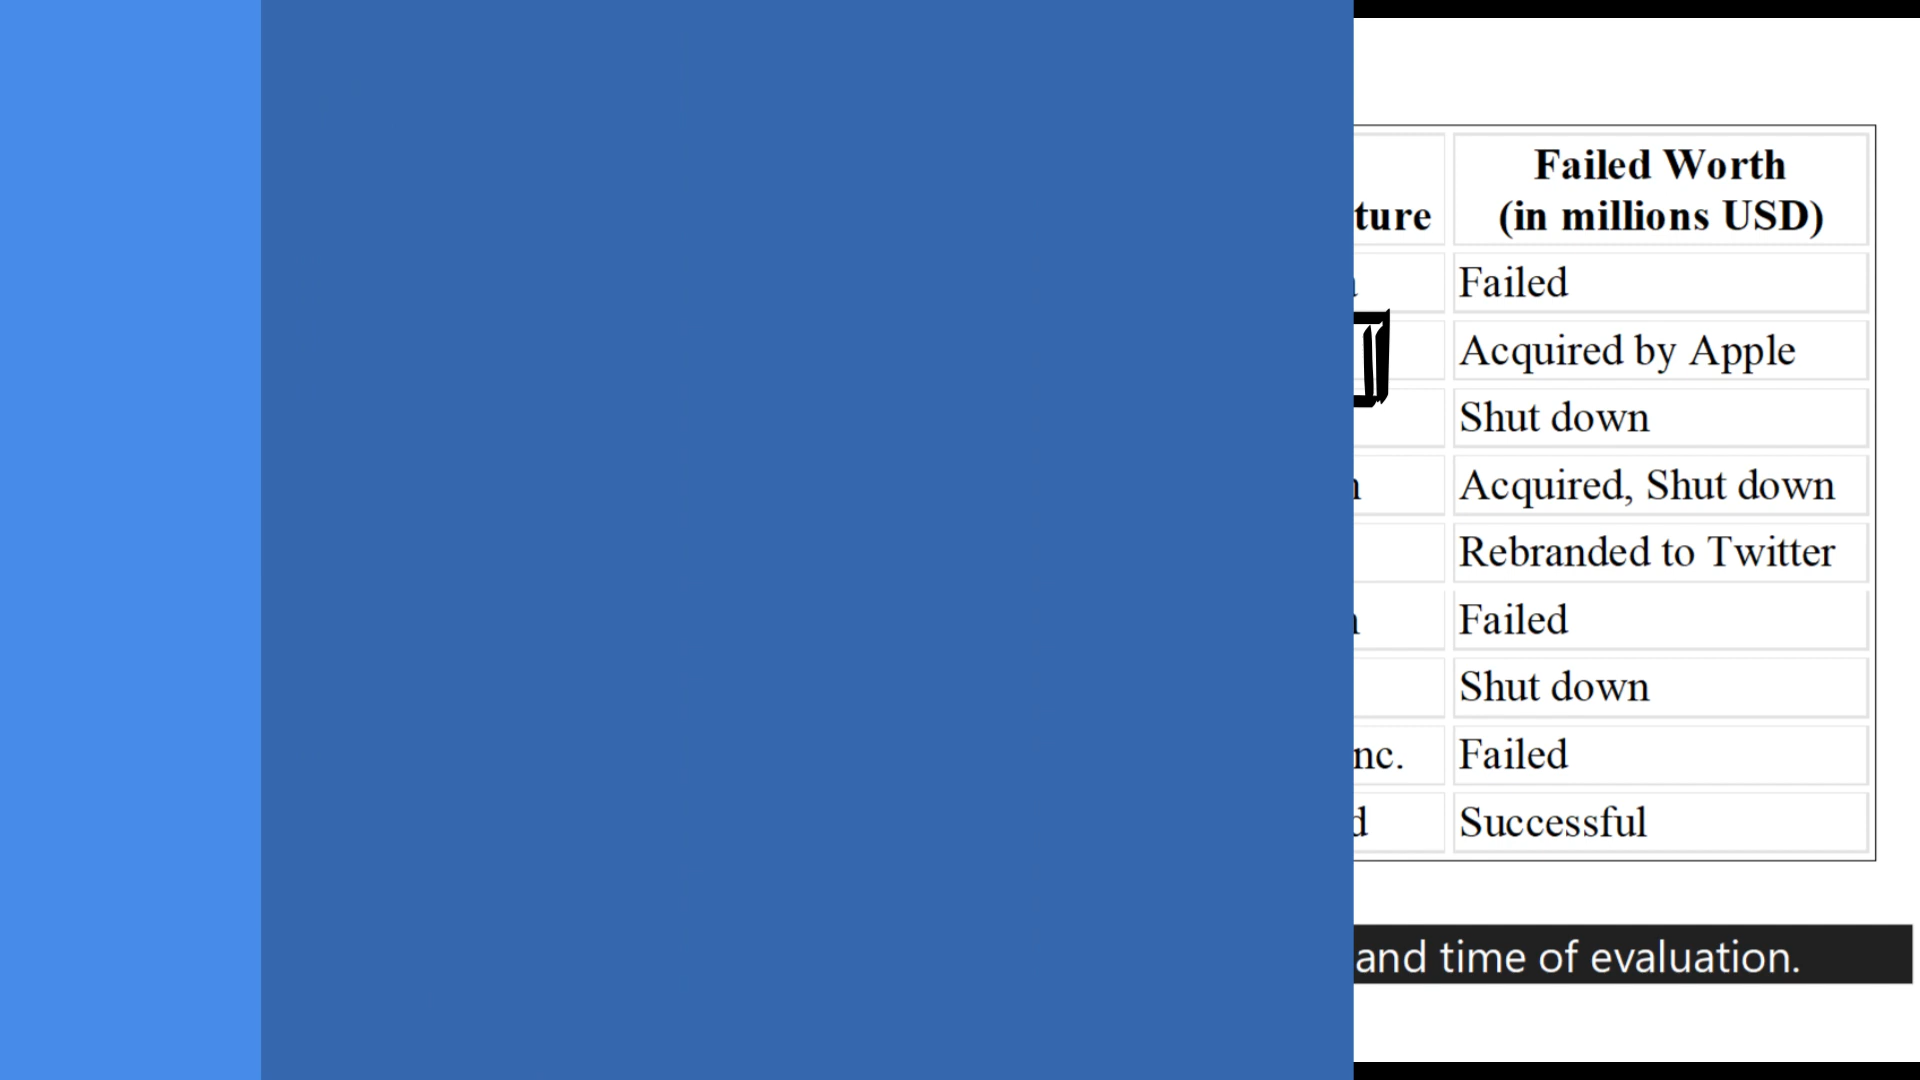 Failed Worth
ture (in millions USD)
Failed
Acquired by Apple
Shut down
Acquired, Shut down
Rebranded to Twitter
Failed
Shut down
nc. Failed
d Successful
and time of evaluation.